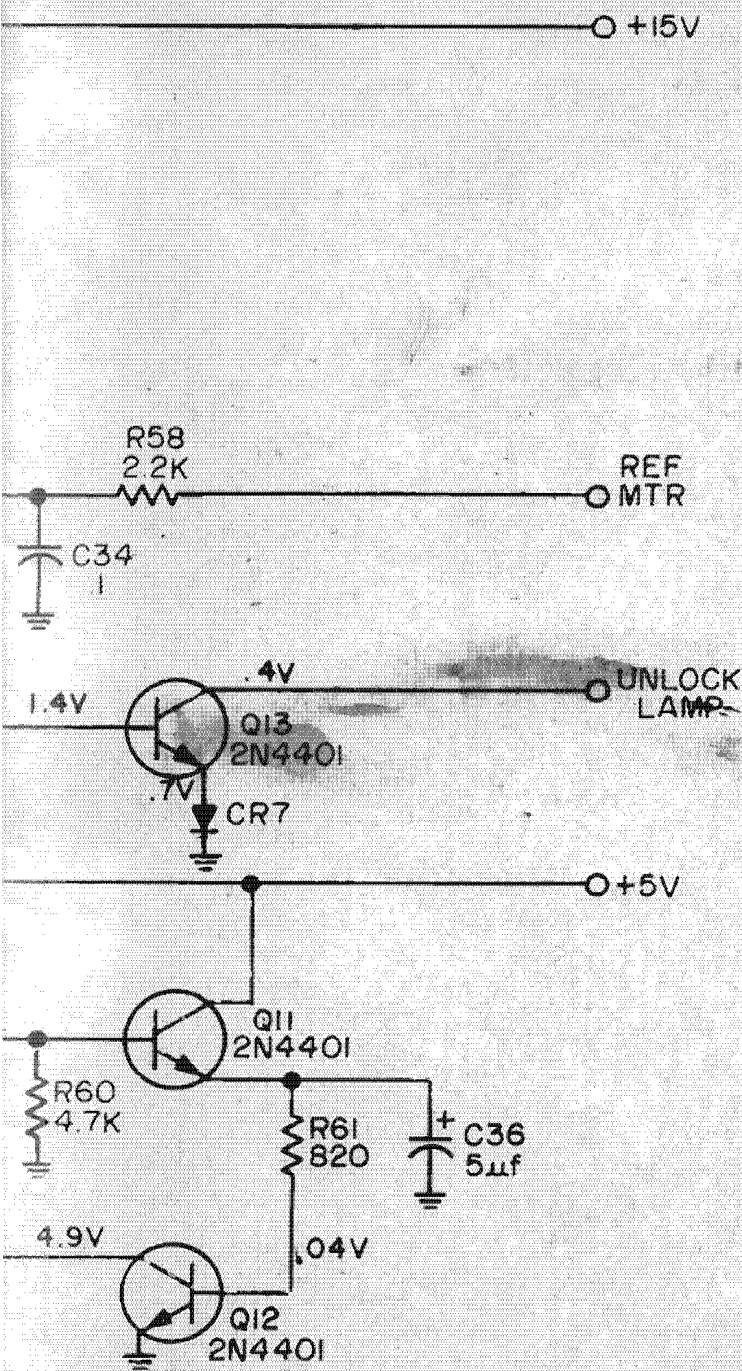 +15V
R58
2.2K
REF
MTR
C34
1
.4V
UNLOCK
LAMP
1.4V
Q13
2N4401
.7V
CR7
+5V
Q11
2N4401
R60
4.7K
R61
820
+
C36
5µf
4.9V
.04V
Q12
2N4401